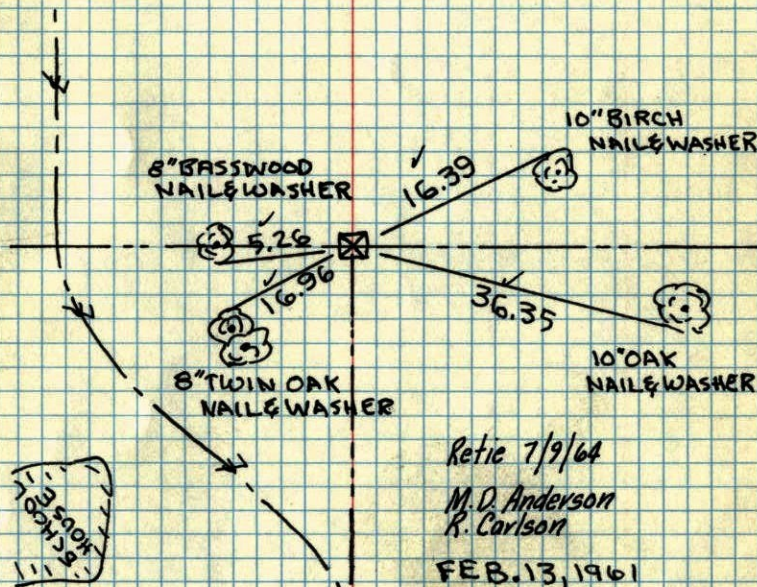 10" BIRCH
NAIL & WASHER
8" BASSWOOD
NAIL & WASHER
16.39
5.26
16.96
36.35
8" TWIN OAK
NAIL & WASHER
10" OAK
NAIL & WASHER
SCHOOL
HOUSE
Retie 7/9/64
M.D. Anderson
R. Carlson
FEB. 13, 1961